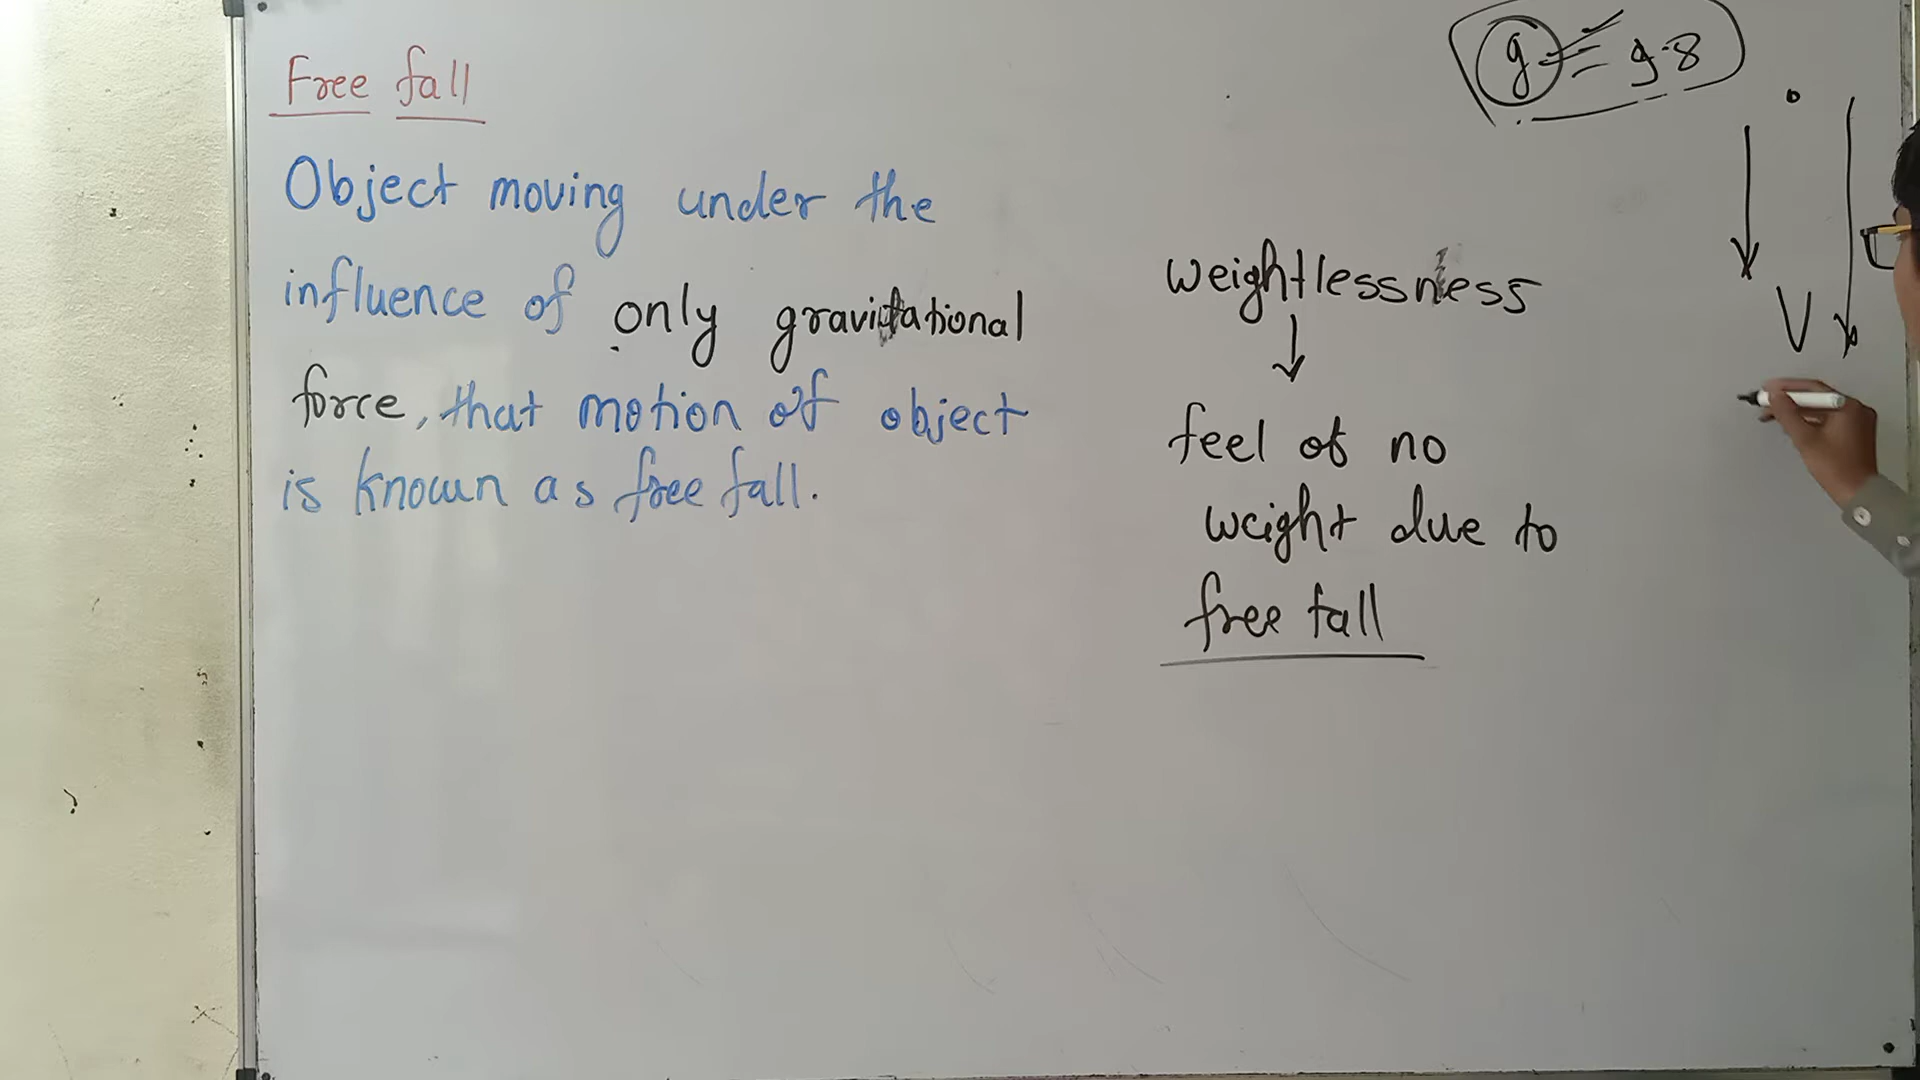 Free fall
Object moving under the
influence of only gravitational
force, that motion of object
is known as free fall.
g = 9.8
weightlessness
feel of no
weight due to
free fall
V